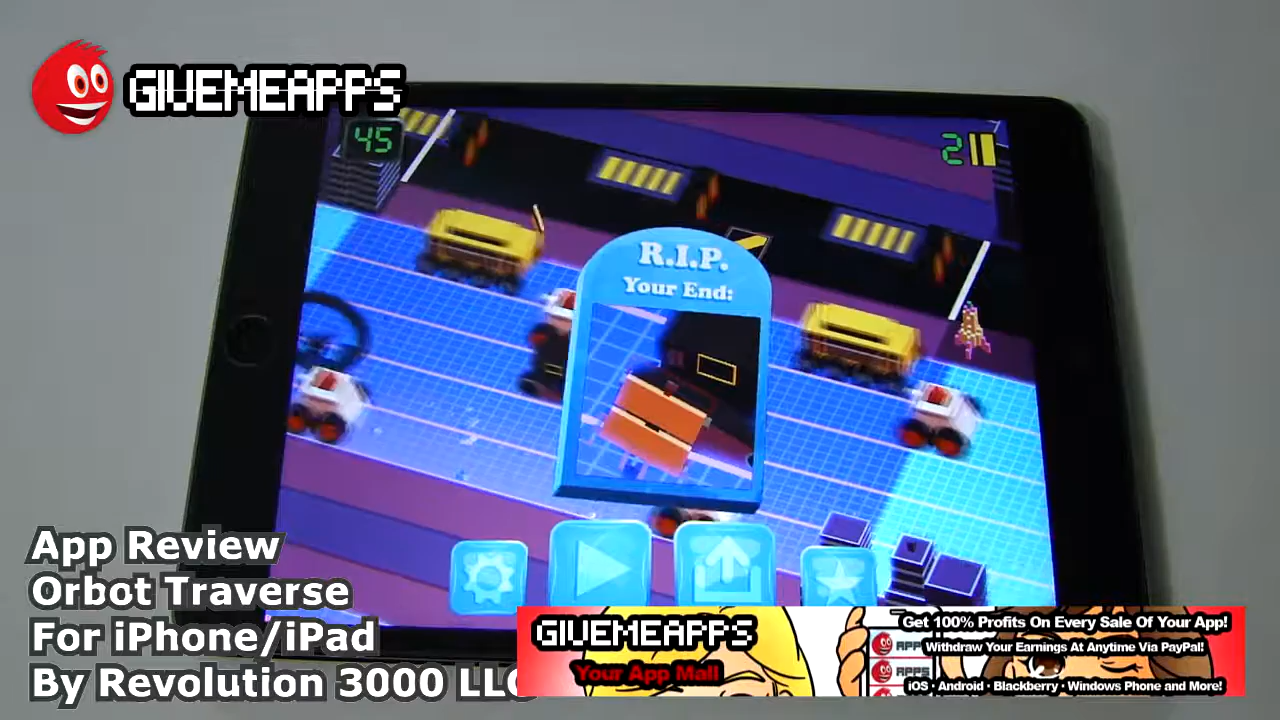 GIVEMEAPPS
45
2
R.I.P.
Your End:
App Review
Orbot Traverse
For iPhone/iPad
By Revolution 3000 LLC
GIVEMEAPPS
Your App Mall
Get 100% Profits On Every Sale Of Your App!
Withdraw Your Earnings At Anytime Via PayPal!
iOS • Android • Blackberry • Windows Phone and More!